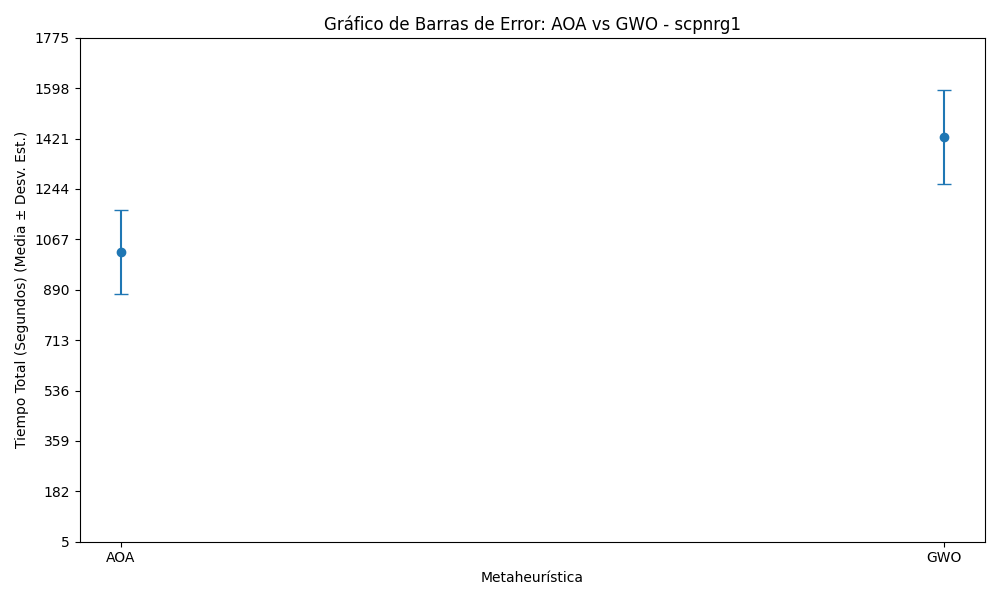 Gráfico de Barras de Error: AOA vs GWO - scpnrg1
Tiempo Total (Segundos) (Media ± Desv. Est.)
1775
1598
1421
1244
1067
890
713
536
359
182
5
AOA
GWO
Metaheurística